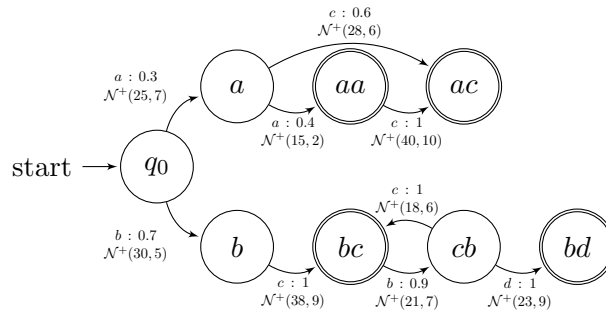 c : 0.6
N⁺(28, 6)
a : 0.3
N⁺(25, 7)
a
aa
ac
a : 0.4
N⁺(15, 2)
c : 1
N⁺(40, 10)
start
q₀
c : 1
N⁺(18, 6)
b : 0.7
N⁺(30, 5)
b
bc
cb
bd
c : 1
N⁺(38, 9)
b : 0.9
N⁺(21, 7)
d : 1
N⁺(23, 9)